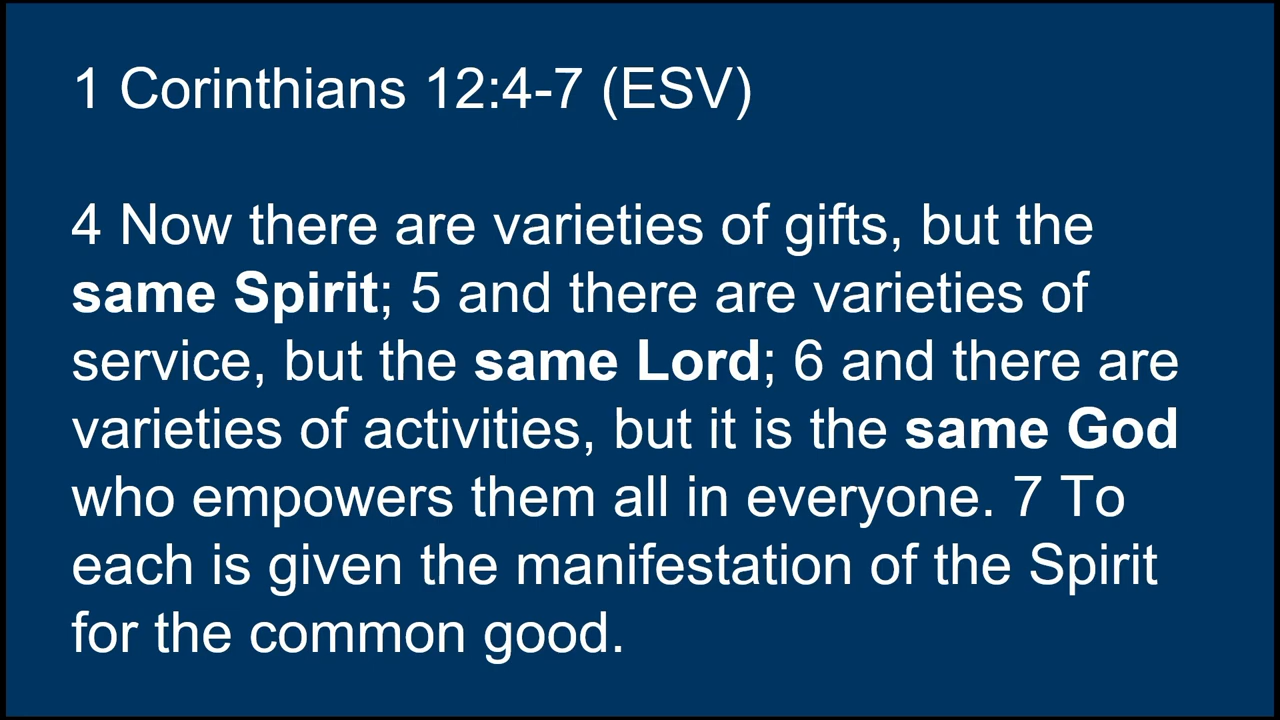 1 Corinthians 12:4-7 (ESV)
4 Now there are varieties of gifts, but the
same Spirit; 5 and there are varieties of
service, but the same Lord; 6 and there are
varieties of activities, but it is the same God
who empowers them all in everyone. 7 To
each is given the manifestation of the Spirit
for the common good.